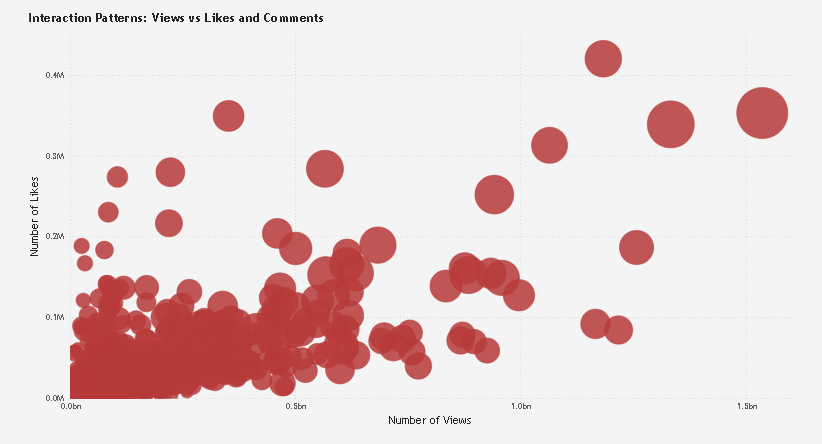 Interaction Patterns: Views vs Likes and Comments
0.4M
0.3M
0.2M
0.1M
0.0M
Number of Likes
0.0bn 0.5bn 1.0bn 1.5bn
Number of Views